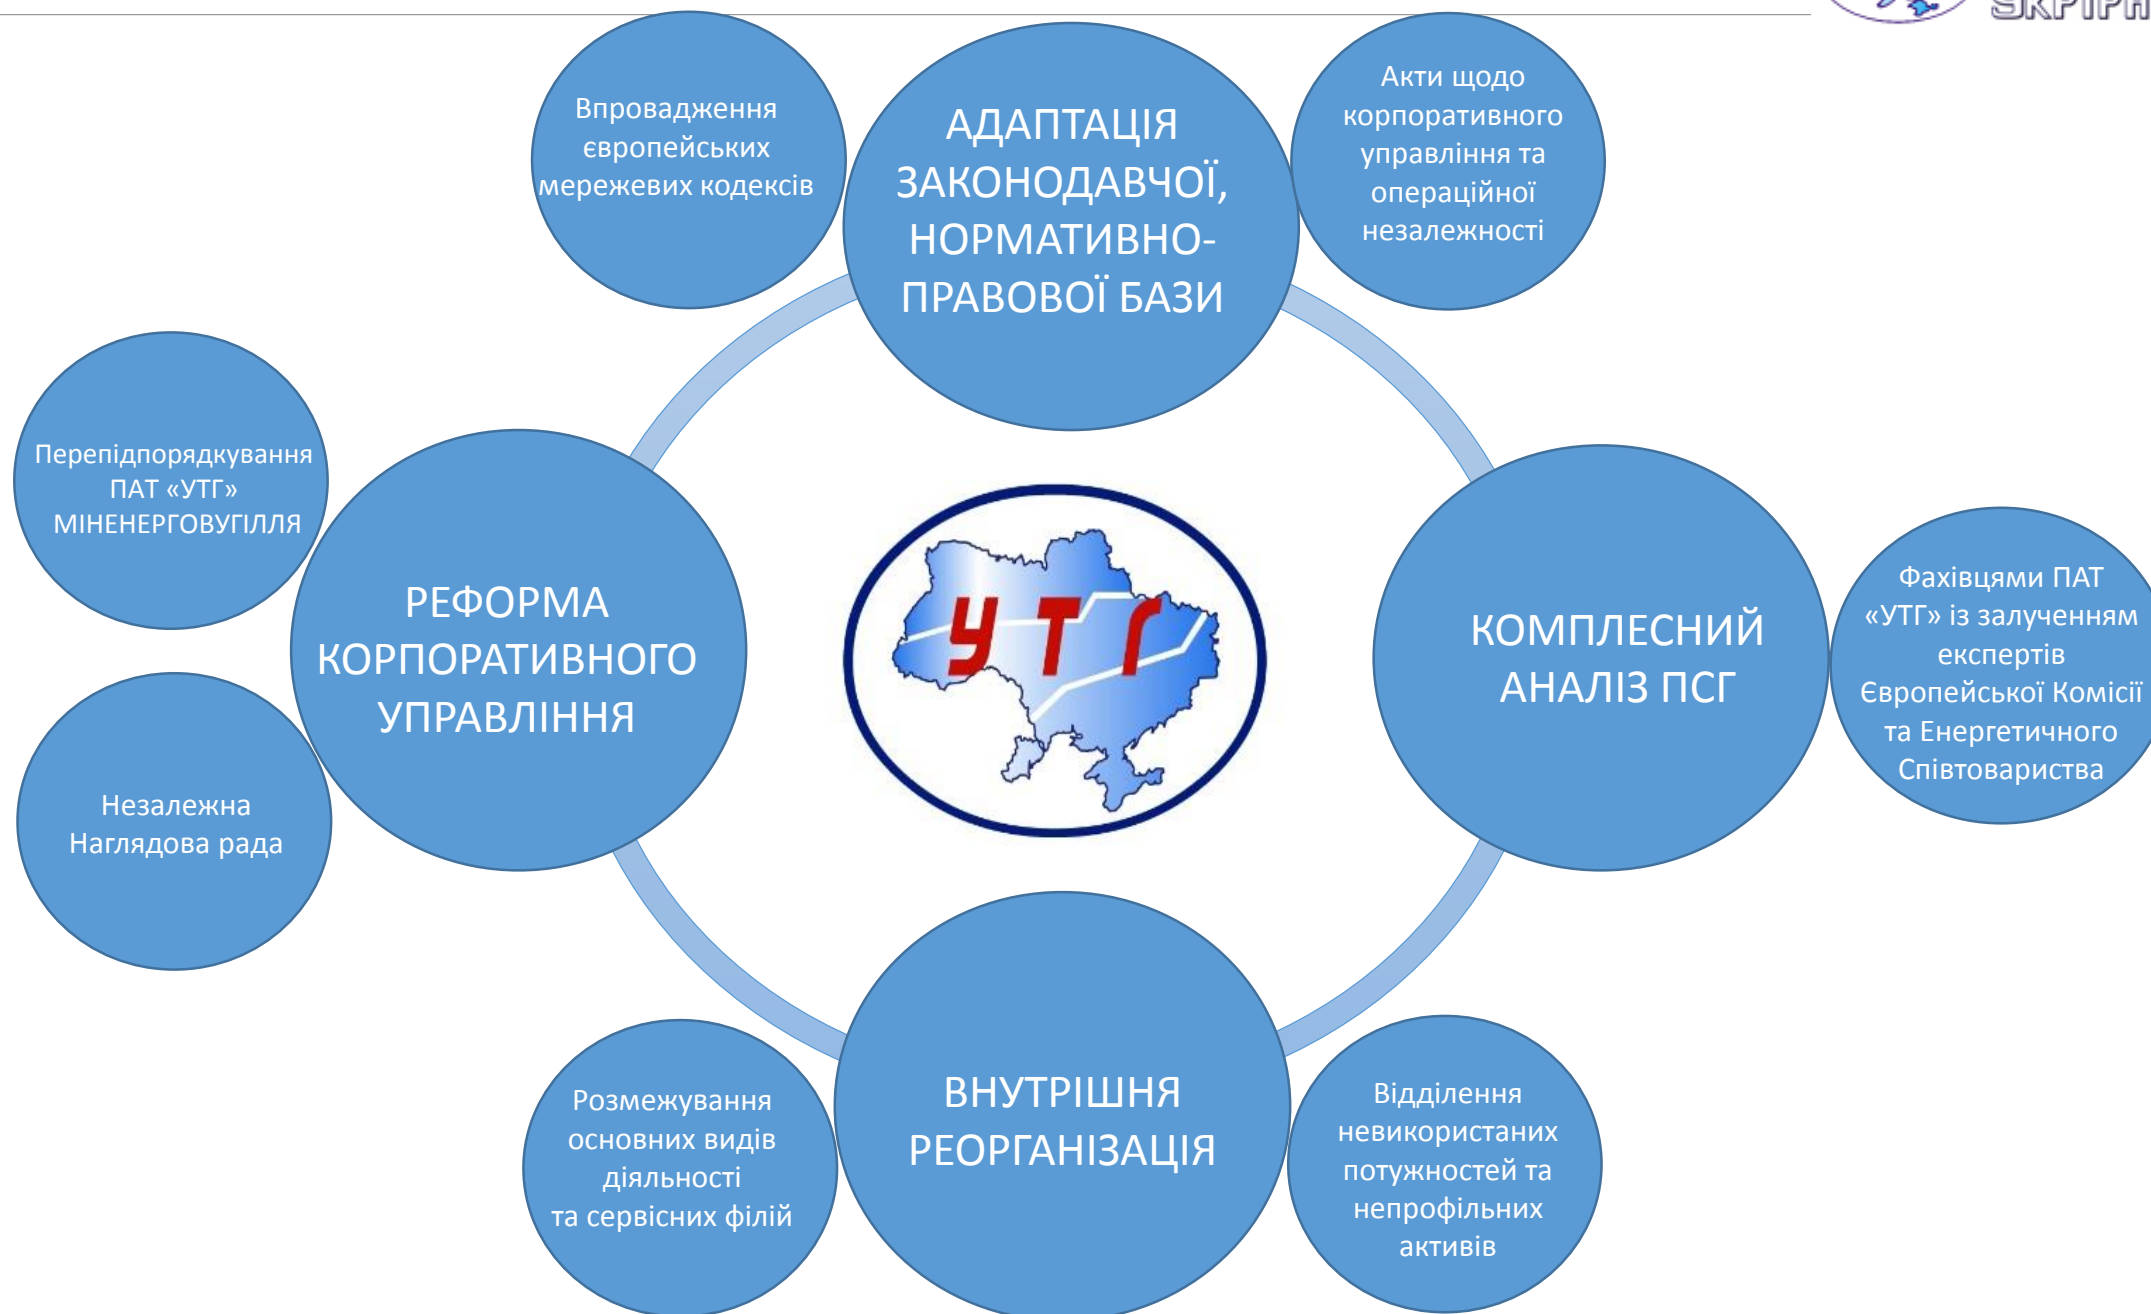 Впровадження
європейських
мережевих кодексів
АДАПТАЦІЯ
ЗАКОНОДАВЧОЇ,
НОРМАТИВНО-
ПРАВОВОЇ БАЗИ
Акти щодо
корпоративного
управління та
операційної
незалежності
Перепідпорядкування
ПАТ «УТГ»
МІНЕНЕРГОВУГІЛЛЯ
РЕФОРМА
КОРПОРАТИВНОГО
УПРАВЛІННЯ
Незалежна
Наглядова рада
УТГ
КОМПЛЕСНИЙ
АНАЛІЗ ПСГ
Фахівцями ПАТ
«УТГ» із залученням
експертів
Європейської Комісії
та Енергетичного
Співтовариства
Розмежування
основних видів
діяльності
та сервісних філій
ВНУТРІШНЯ
РЕОРГАНІЗАЦІЯ
Відділення
невикористаних
потужностей та
непрофільних
активів